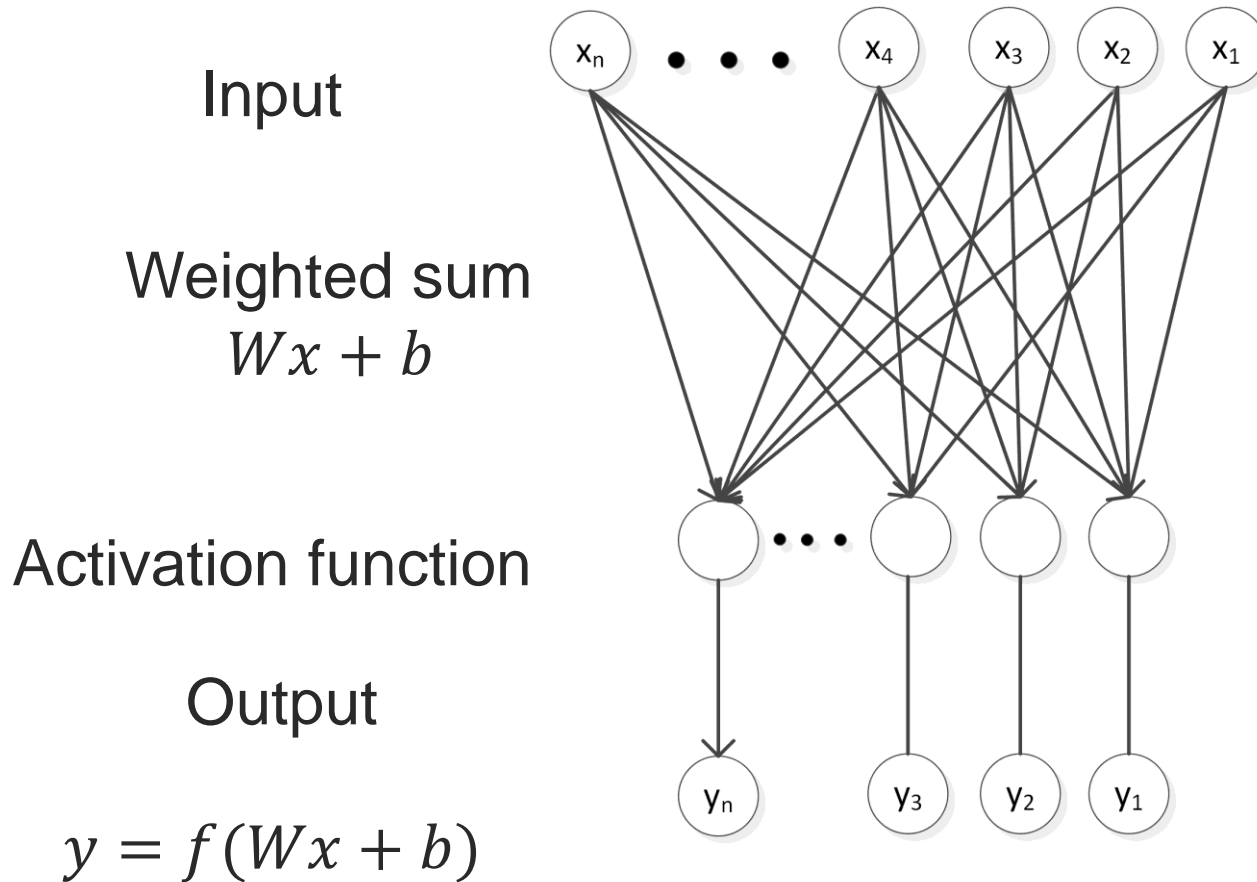 xₙ • • • x₄ x₃ x₂ x₁
Input
Weighted sum
𝑊𝑥 + 𝑏
• • •
Activation function
Output
yₙ y₃ y₂ y₁
𝑦 = 𝑓(𝑊𝑥 + 𝑏)